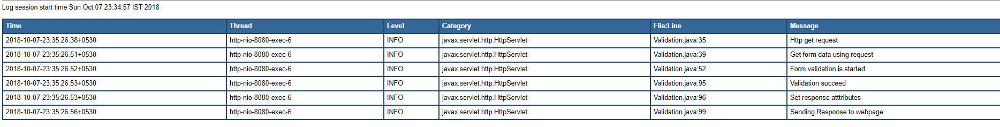 Log session start time Sun Oct 07 23:34:57 IST 2018
Time Thread Level Category File:Line Message
2018-10-07-23:35:26.38+0530 http-nio-8080-exec-6 INFO javax.servlet.http.HttpServlet Validation.java:35 Http get request
2018-10-07-23:35:26.51+0530 http-nio-8080-exec-6 INFO javax.servlet.http.HttpServlet Validation.java:39 Get form data using request
2018-10-07-23:35:26.52+0530 http-nio-8080-exec-6 INFO javax.servlet.http.HttpServlet Validation.java:52 Form validation is started
2018-10-07-23:35:26.53+0530 http-nio-8080-exec-6 INFO javax.servlet.http.HttpServlet Validation.java:95 Validation succeed
2018-10-07-23:35:26.53+0530 http-nio-8080-exec-6 INFO javax.servlet.http.HttpServlet Validation.java:96 Set response atttributes
2018-10-07-23:35:26.56+0530 http-nio-8080-exec-6 INFO javax.servlet.http.HttpServlet Validation.java:99 Sending Response to webpage